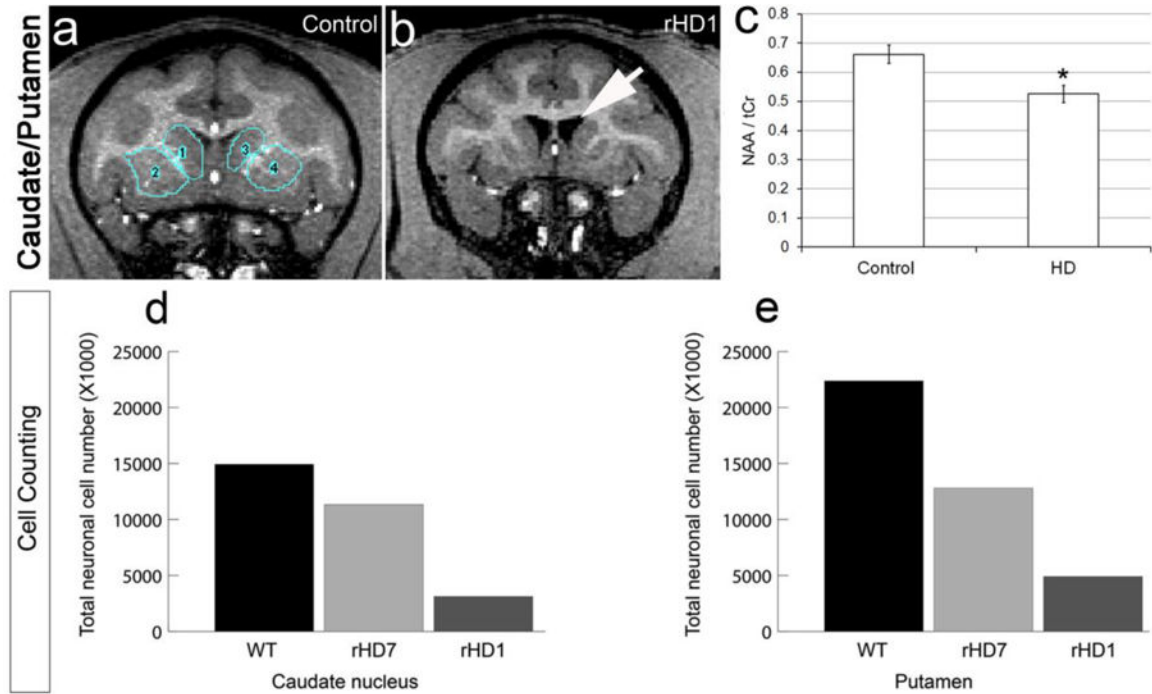 Caudate/Putamen
a
Control
1
2
3
4
b
rHD1
c
NAA / tCr
0.8
0.7
0.6
0.5
0.4
0.3
0.2
0.1
0
*
Control
HD
Cell Counting
d
Total neuronal cell number (X1000)
25000
20000
15000
10000
5000
0
WT
rHD7
rHD1
Caudate nucleus
e
Total neuronal cell number (X1000)
25000
20000
15000
10000
5000
0
WT
rHD7
rHD1
Putamen